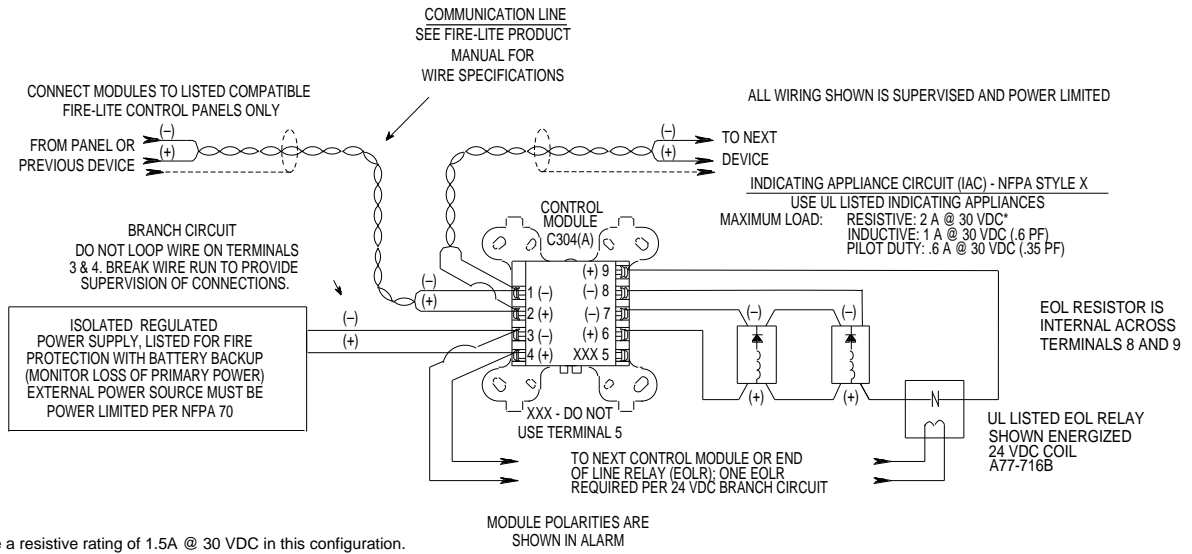 COMMUNICATION LINE
SEE FIRE-LITE PRODUCT
MANUAL FOR
WIRE SPECIFICATIONS
CONNECT MODULES TO LISTED COMPATIBLE
FIRE-LITE CONTROL PANELS ONLY
ALL WIRING SHOWN IS SUPERVISED AND POWER LIMITED
FROM PANEL OR
PREVIOUS DEVICE
(–)
(+)
(–)
(+)
TO NEXT
DEVICE
INDICATING APPLIANCE CIRCUIT (IAC) - NFPA STYLE X
USE UL LISTED INDICATING APPLIANCES
MAXIMUM LOAD: RESISTIVE: 2 A @ 30 VDC*
INDUCTIVE: 1 A @ 30 VDC (.6 PF)
PILOT DUTY: .6 A @ 30 VDC (.35 PF)
CONTROL
MODULE
C304(A)
BRANCH CIRCUIT
DO NOT LOOP WIRE ON TERMINALS
3 & 4. BREAK WIRE RUN TO PROVIDE
SUPERVISION OF CONNECTIONS.
(–)
(+)
1 (–)
2 (+)
3 (–)
4 (+)
(+) 9
(–) 8
(–) 7
(+) 6
XXX 5
(–)
(+)
ISOLATED REGULATED
POWER SUPPLY, LISTED FOR FIRE
PROTECTION WITH BATTERY BACKUP
(MONITOR LOSS OF PRIMARY POWER)
EXTERNAL POWER SOURCE MUST BE
POWER LIMITED PER NFPA 70
(–)
(–)
(+)
(+)
EOL RESISTOR IS
INTERNAL ACROSS
TERMINALS 8 AND 9
N
XXX - DO NOT
USE TERMINAL 5
UL LISTED EOL RELAY
SHOWN ENERGIZED
24 VDC COIL
A77-716B
TO NEXT CONTROL MODULE OR END
OF LINE RELAY (EOLR); ONE EOLR
REQUIRED PER 24 VDC BRANCH CIRCUIT
MODULE POLARITIES ARE
SHOWN IN ALARM
a resistive rating of 1.5A @ 30 VDC in this configuration.